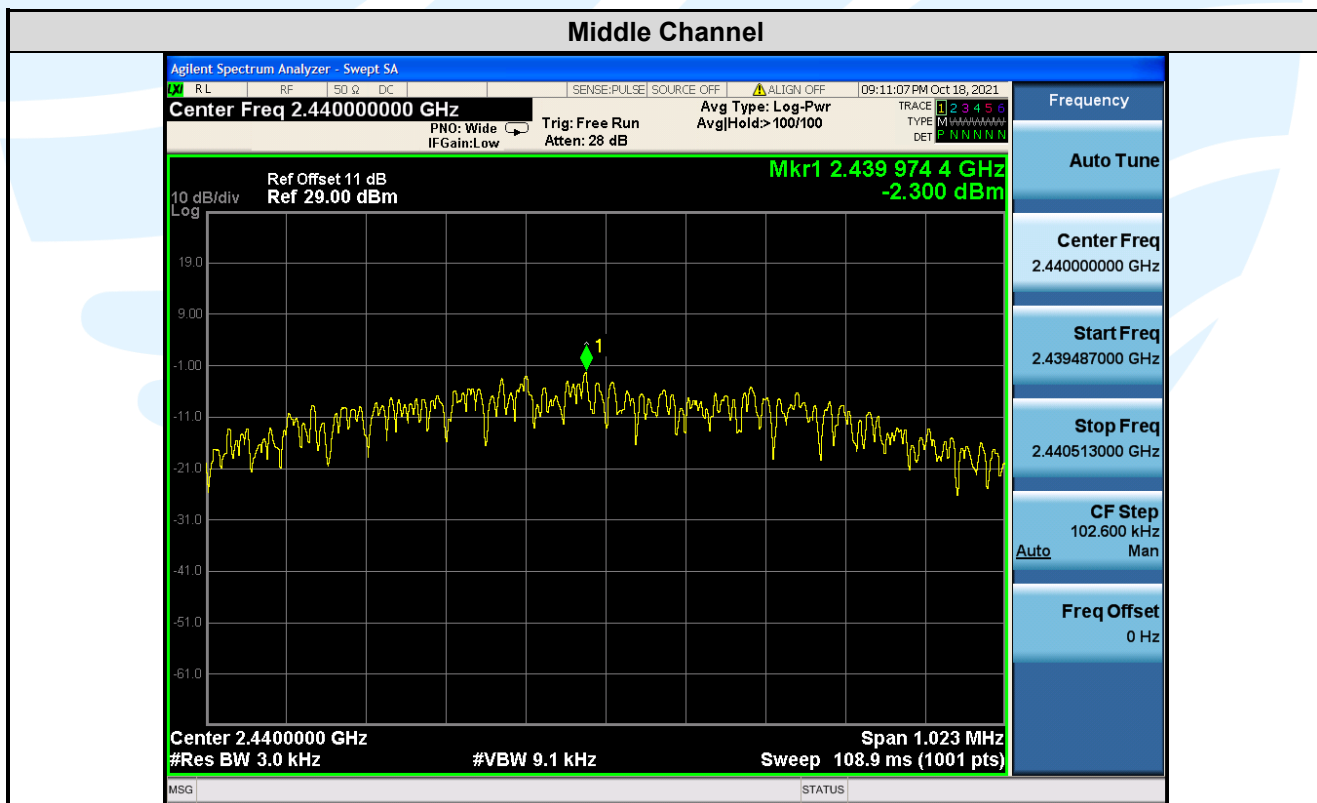 Middle Channel
Agilent Spectrum Analyzer - Swept SA
LXI RL RF 50 Ω DC SENSE:PULSE SOURCE OFF ALIGN OFF 09:11:07 PM Oct 18, 2021
Center Freq 2.440000000 GHz
PNO: Wide
IFGain:Low
Trig: Free Run
Atten: 28 dB
Avg Type: Log-Pwr
Avg|Hold:>100/100
TRACE 1 2 3 4 5 6
TYPE M
DET P N N N N N
Mkr1 2.439 974 4 GHz
-2.300 dBm
Ref Offset 11 dB
10 dB/div Ref 29.00 dBm
Log
19.0
9.00
1
-1.00
-11.0
-21.0
-31.0
-41.0
-51.0
-61.0
Center 2.4400000 GHz Span 1.023 MHz
#Res BW 3.0 kHz #VBW 9.1 kHz Sweep 108.9 ms (1001 pts)
MSG STATUS
Frequency
Auto Tune
Center Freq
2.440000000 GHz
Start Freq
2.439487000 GHz
Stop Freq
2.440513000 GHz
CF Step
102.600 kHz
Auto Man
Freq Offset
0 Hz